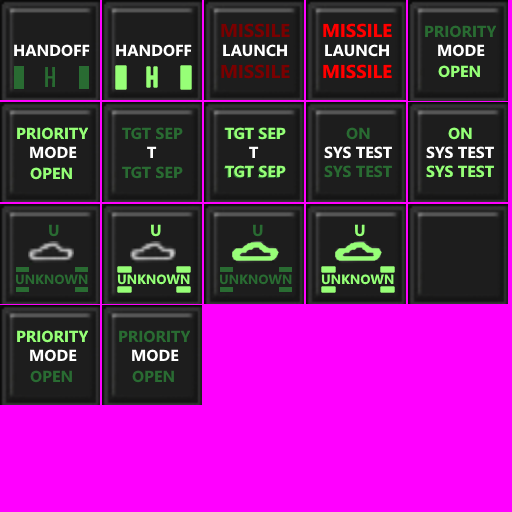 HANDOFF
H
HANDOFF
H
MISSILE
LAUNCH
MISSILE
MISSILE
LAUNCH
MISSILE
PRIORITY
MODE
OPEN
PRIORITY
MODE
OPEN
TGT SEP
T
TGT SEP
TGT SEP
T
TGT SEP
ON
SYS TEST
SYS TEST
ON
SYS TEST
SYS TEST
U
UNKNOWN
U
UNKNOWN
U
UNKNOWN
U
UNKNOWN
PRIORITY
MODE
OPEN
PRIORITY
MODE
OPEN